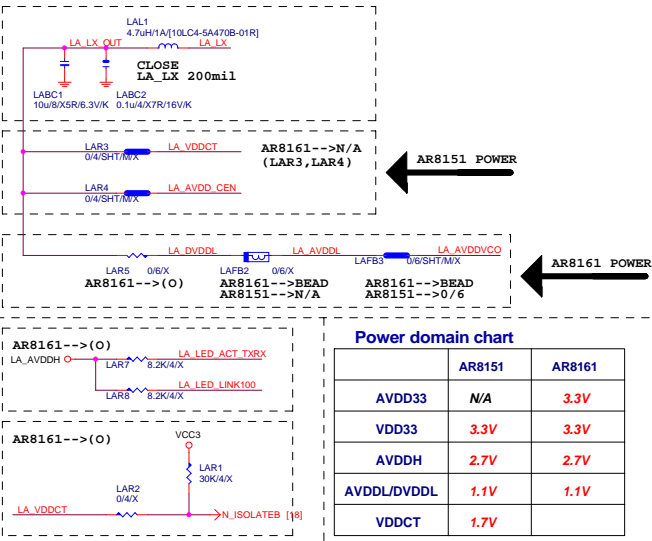 LAL1
4.7uH/1A/[10LC4-5A470B-01R]
LA_LX_OUT
LA_LX
CLOSE
LA_LX 200mil
LABC1
10u/8/X5R/6.3V/K
LABC2
0.1u/4/X7R/16V/K
LAR3
0/4/SHT/M/X
LA_VDDCT
AR8161-->N/A
(LAR3,LAR4)
AR8151 POWER
LAR4
0/4/SHT/M/X
LA_AVDD_CEN
LA_DVDDL
LA_AVDDL
LA_AVDDVCO
LAR5 0/6/X
LAFB2 0/6/X
LAFB3 0/6/SHT/M/X
AR8161 POWER
AR8161-->(O)
AR8161-->BEAD
AR8151-->N/A
AR8161-->BEAD
AR8151-->0/6
AR8161-->(O)
LA_AVDDH
LAR7 8.2K/4/X
LA_LED_ACT_TXRX
LAR8 8.2K/4/X
LA_LED_LINK100
AR8161-->(O)
VCC3
LAR1
30K/4/X
LAR2
0/4/X
LA_VDDCT
N_ISOLATEB [18]
Power domain chart
AR8151 AR8161
AVDD33 N/A 3.3V
VDD33 3.3V 3.3V
AVDDH 2.7V 2.7V
AVDDL/DVDDL 1.1V 1.1V
VDDCT 1.7V